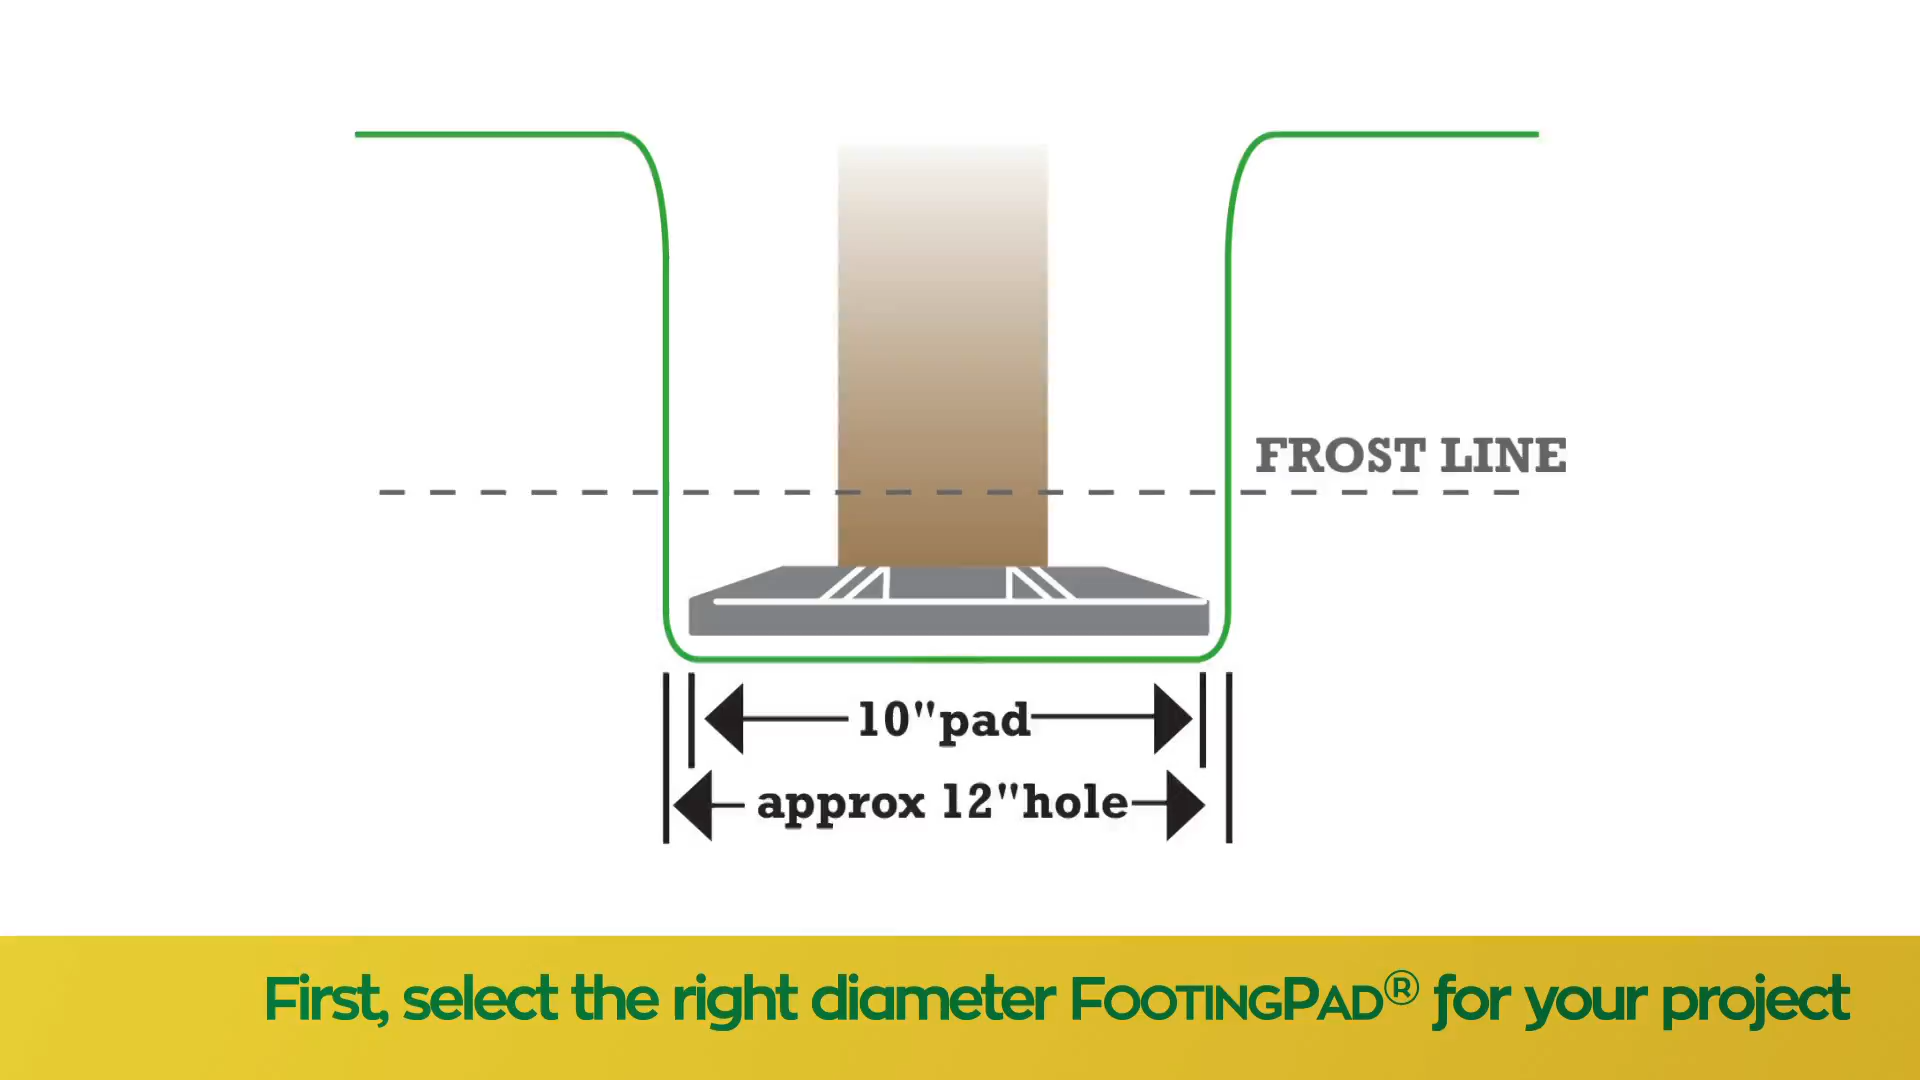 FROST LINE
10"pad
approx 12"hole
First, select the right diameter FOOTINGPAD® for your project